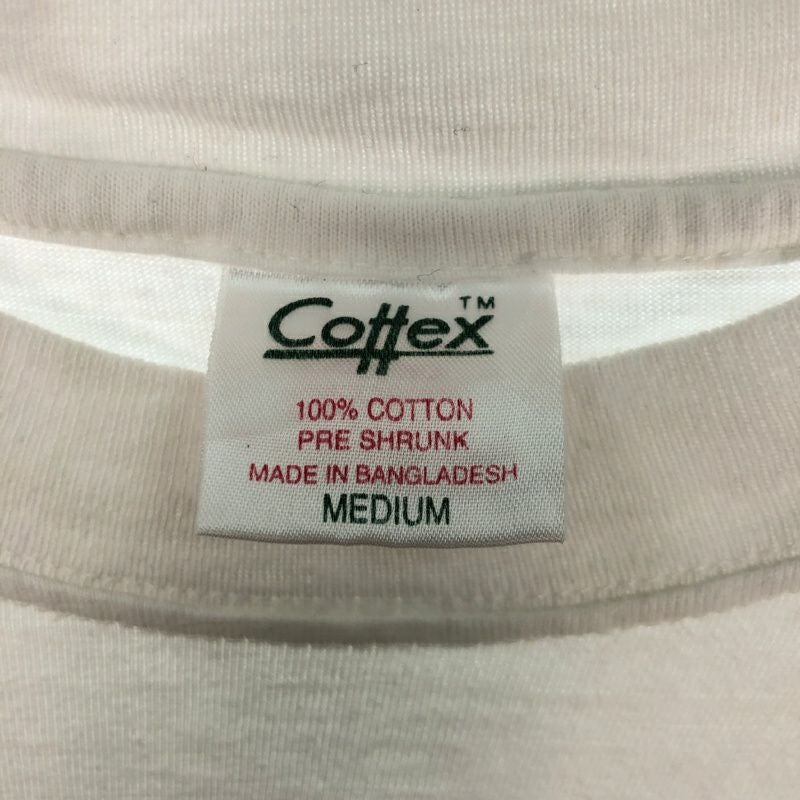 Cottex™
100% COTTON
PRE SHRUNK
MADE IN BANGLADESH
MEDIUM